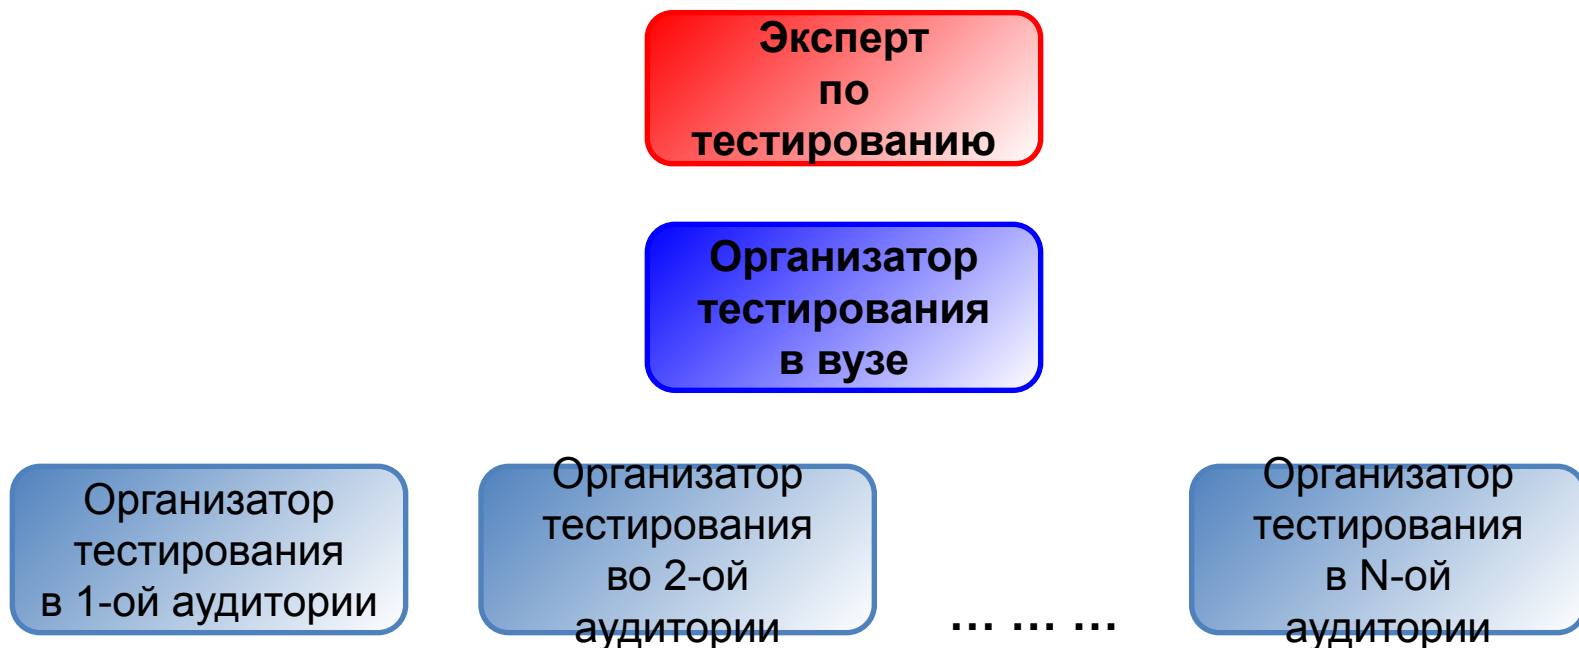 Эксперт
по
тестированию
Организатор
тестирования
в вузе
Организатор
тестирования
в 1-ой аудитории
Организатор
тестирования
во 2-ой
аудитории
... ... ...
Организатор
тестирования
в N-ой
аудитории